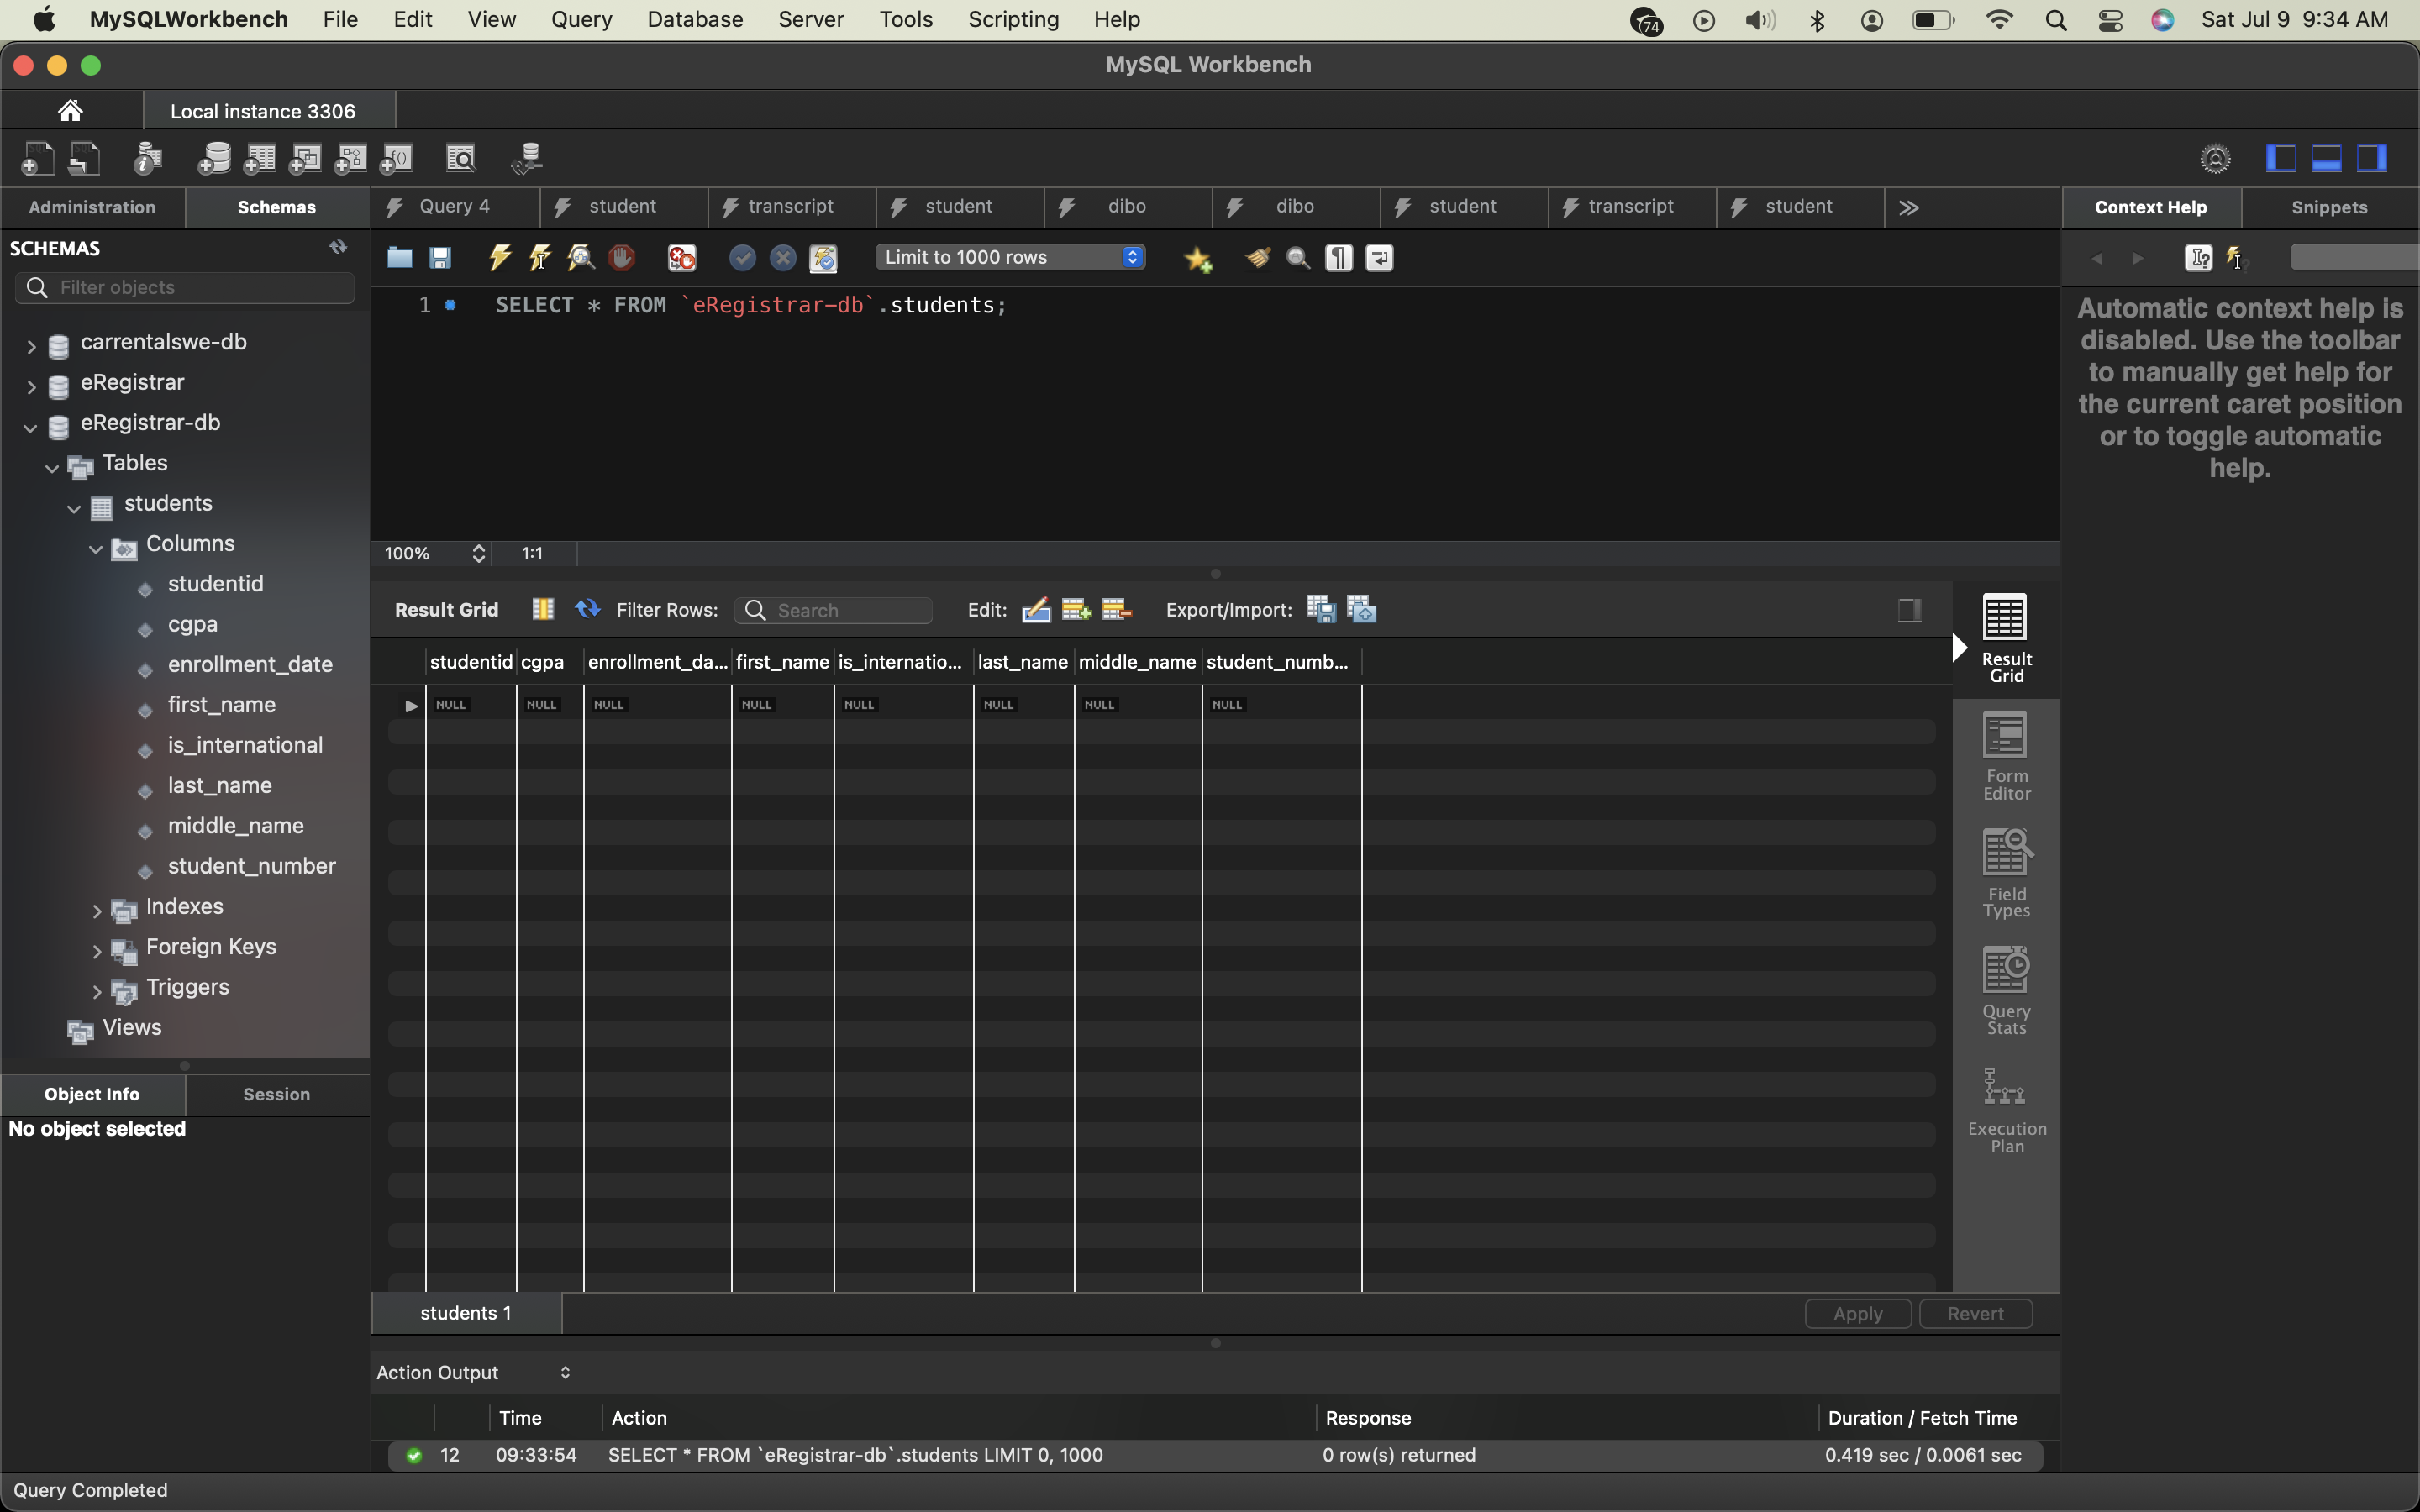 MySQLWorkbench File Edit View Query Database Server Tools Scripting Help 74 Sat Jul 9 9:34 AM
MySQL Workbench
Local instance 3306
Administration Schemas Query 4 student transcript student dibo dibo student transcript student Context Help Snippets
SCHEMAS
Limit to 1000 rows
Filter objects
1 SELECT * FROM `eRegistrar-db`.students;
Automatic context help is
disabled. Use the toolbar
to manually get help for
the current caret position
or to toggle automatic
help.
carrentalswe-db
eRegistrar
eRegistrar-db
Tables
students
Columns
studentid
cgpa
enrollment_date
first_name
is_international
last_name
middle_name
student_number
Indexes
Foreign Keys
Triggers
Views
100% 1:1
Result Grid Filter Rows: Search Edit: Export/Import:
studentid cgpa enrollment_da... first_name is_internatio... last_name middle_name student_numb...
NULL NULL NULL NULL NULL NULL NULL NULL
Result
Grid
Form
Editor
Field
Types
Query
Stats
Execution
Plan
Object Info Session
No object selected
students 1 Apply Revert
Action Output
Time Action Response Duration / Fetch Time
12 09:33:54 SELECT * FROM `eRegistrar-db`.students LIMIT 0, 1000 0 row(s) returned 0.419 sec / 0.0061 sec
Query Completed